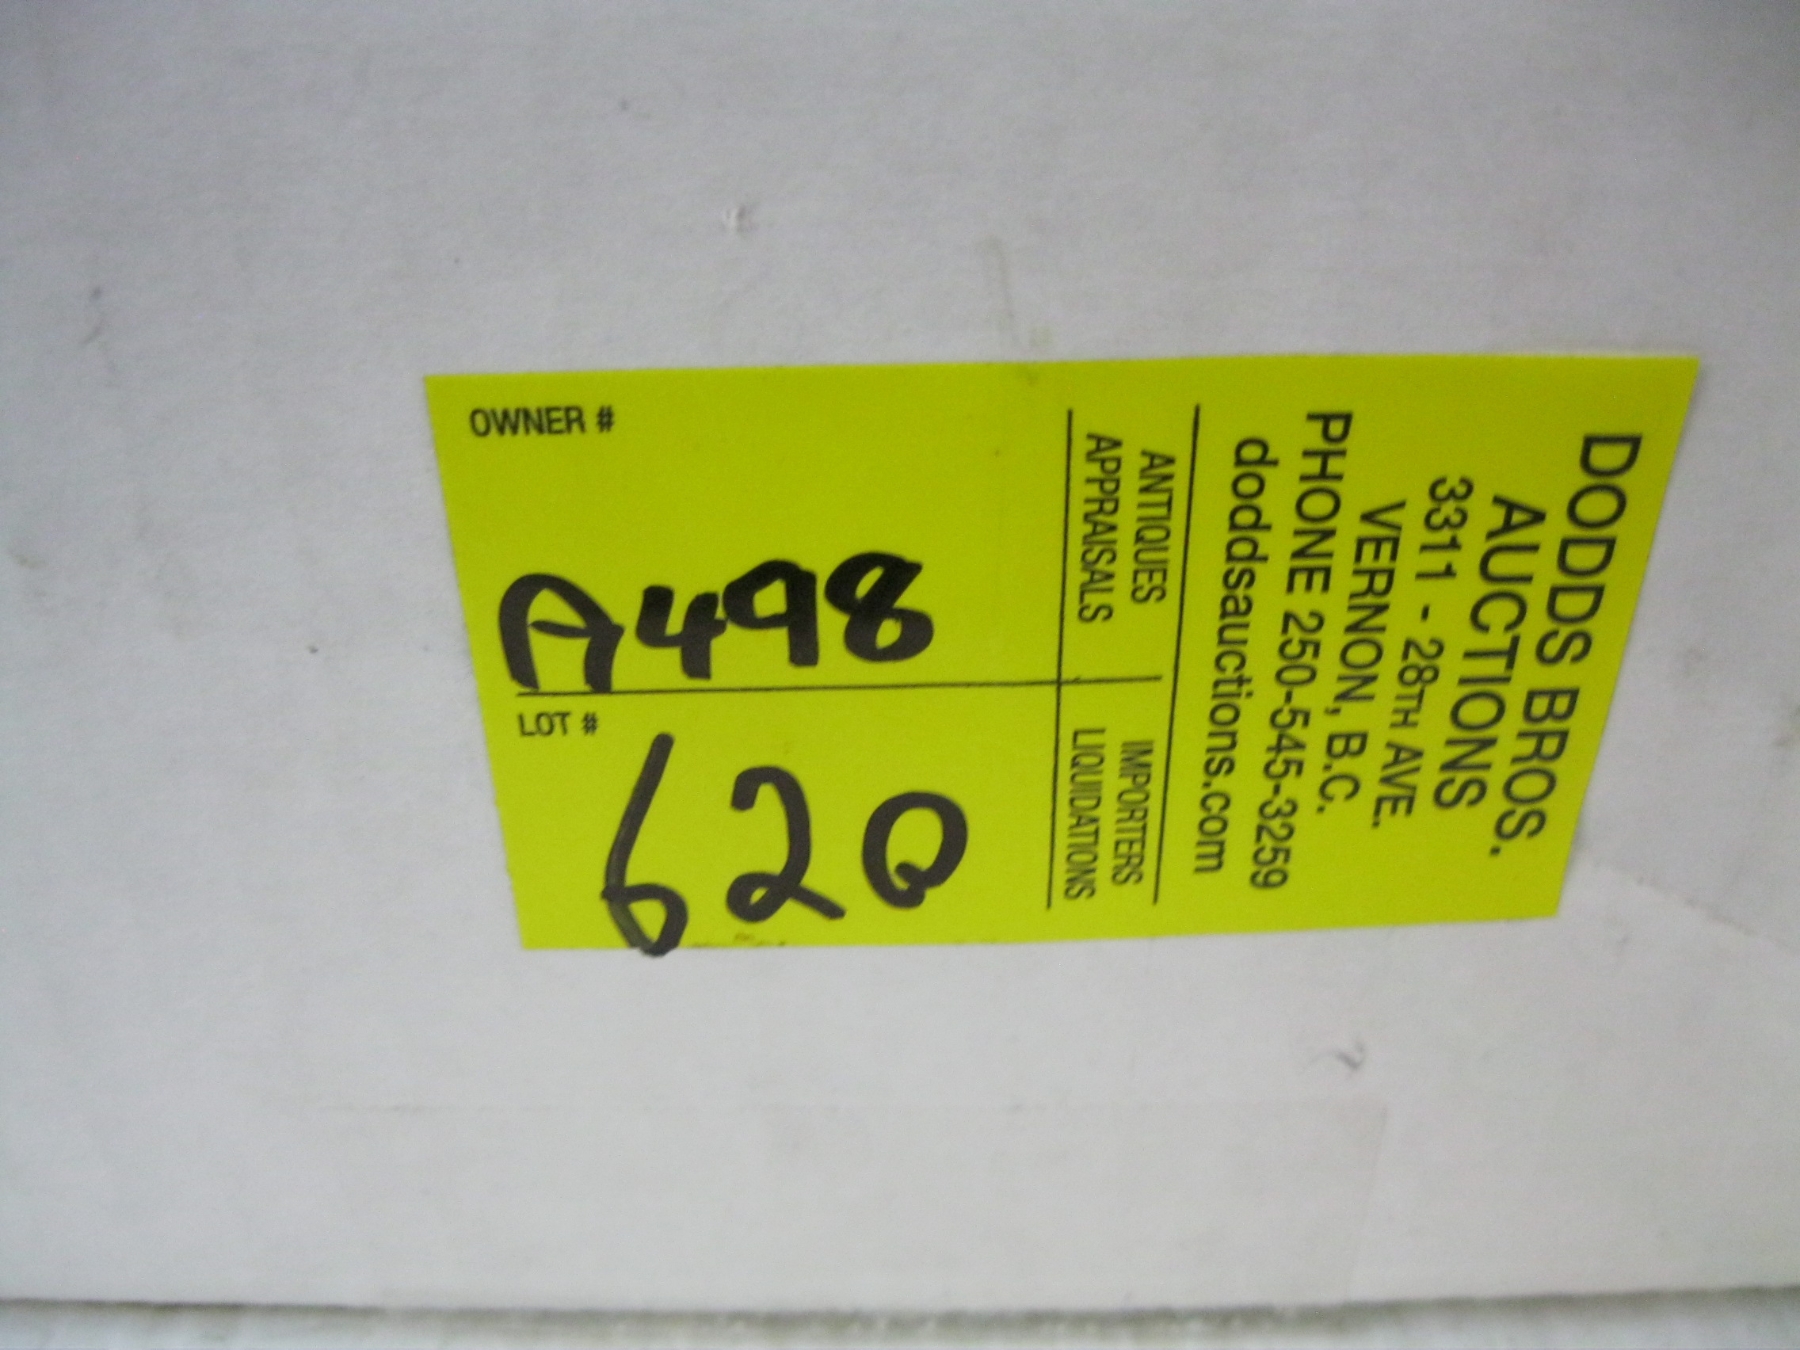 DODDS BROS.
AUCTIONS
3311 - 28TH AVE.
VERNON, B.C.
PHONE 250-545-3259
doddsauctions.com
ANTIQUES IMPORTERS
APPRAISALS LIQUIDATIONS
OWNER #
A498
LOT #
620